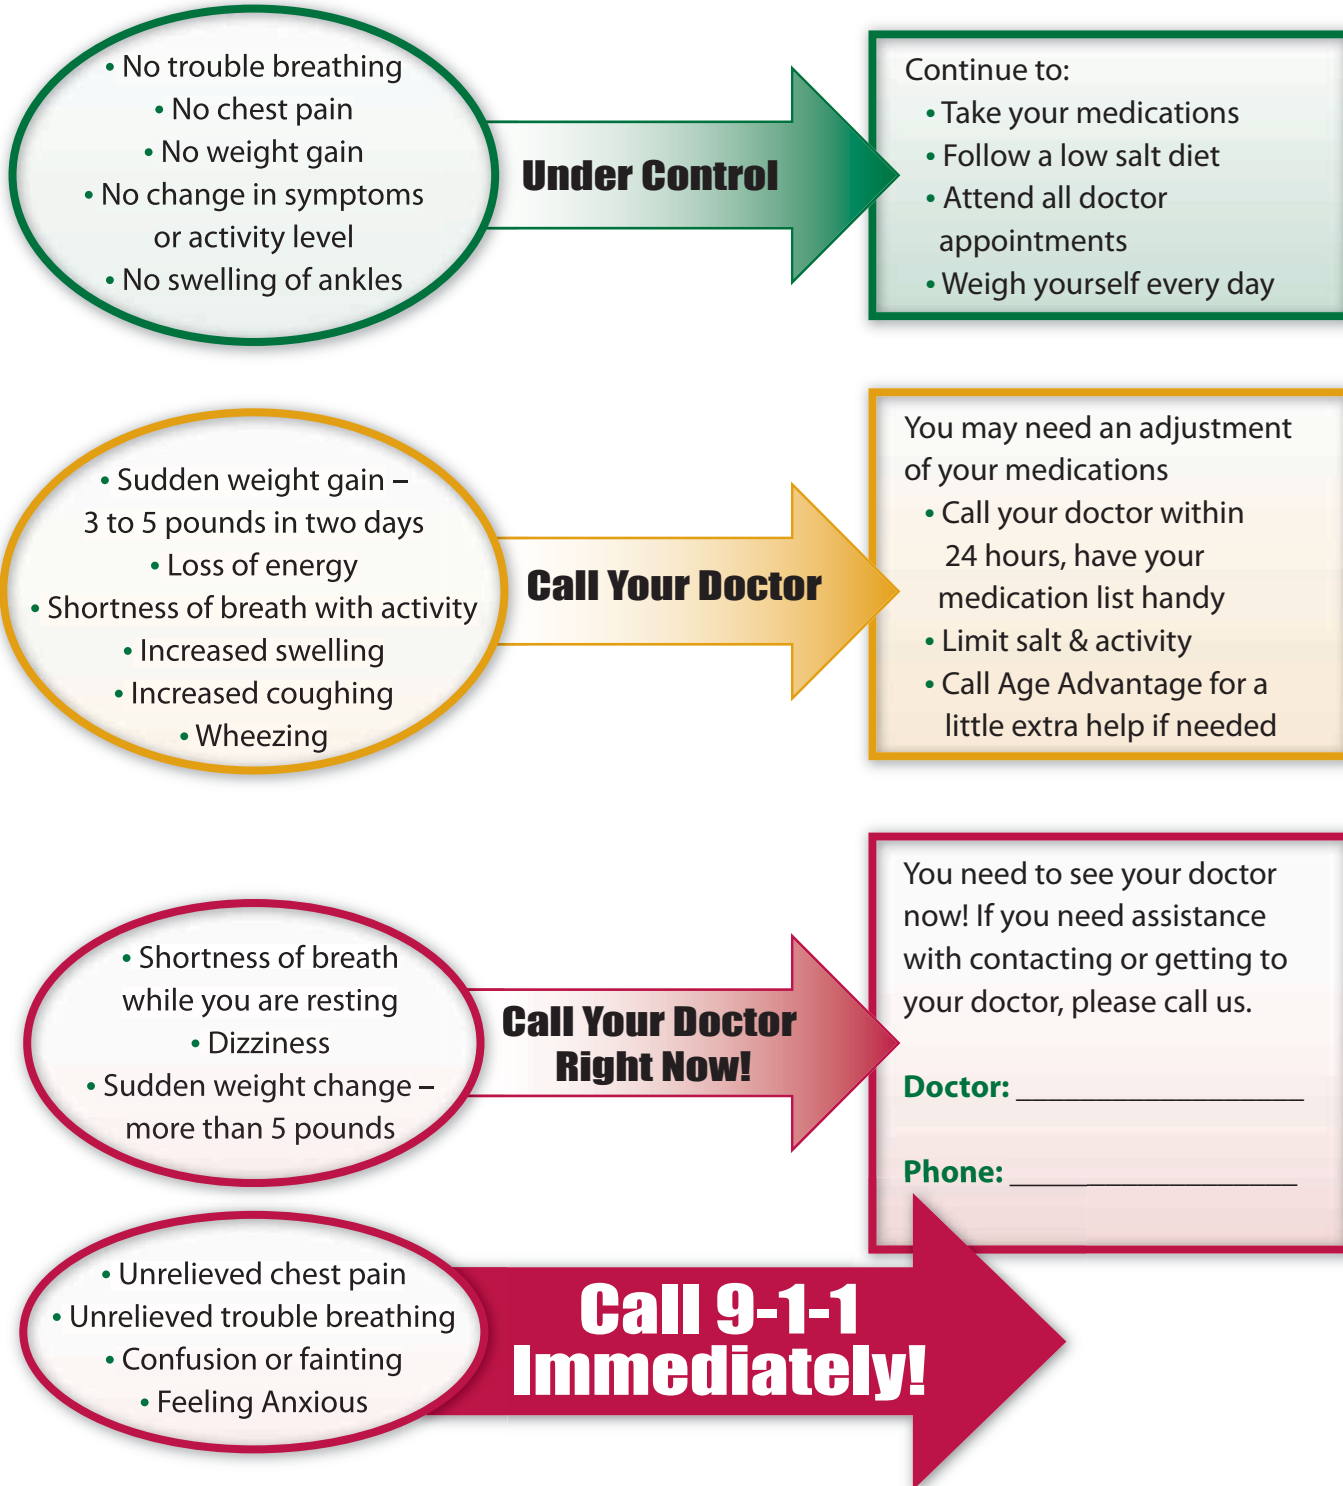 • No trouble breathing
• No chest pain
• No weight gain
• No change in symptoms
or activity level
• No swelling of ankles
Under Control
Continue to:
• Take your medications
• Follow a low salt diet
• Attend all doctor
appointments
• Weigh yourself every day
• Sudden weight gain –
3 to 5 pounds in two days
• Loss of energy
• Shortness of breath with activity
• Increased swelling
• Increased coughing
• Wheezing
Call Your Doctor
You may need an adjustment
of your medications
• Call your doctor within
24 hours, have your
medication list handy
• Limit salt & activity
• Call Age Advantage for a
little extra help if needed
• Shortness of breath
while you are resting
• Dizziness
• Sudden weight change –
more than 5 pounds
Call Your Doctor
Right Now!
You need to see your doctor
now! If you need assistance
with contacting or getting to
your doctor, please call us.
Doctor: __________________
Phone: __________________
• Unrelieved chest pain
• Unrelieved trouble breathing
• Confusion or fainting
• Feeling Anxious
Call 9-1-1
Immediately!